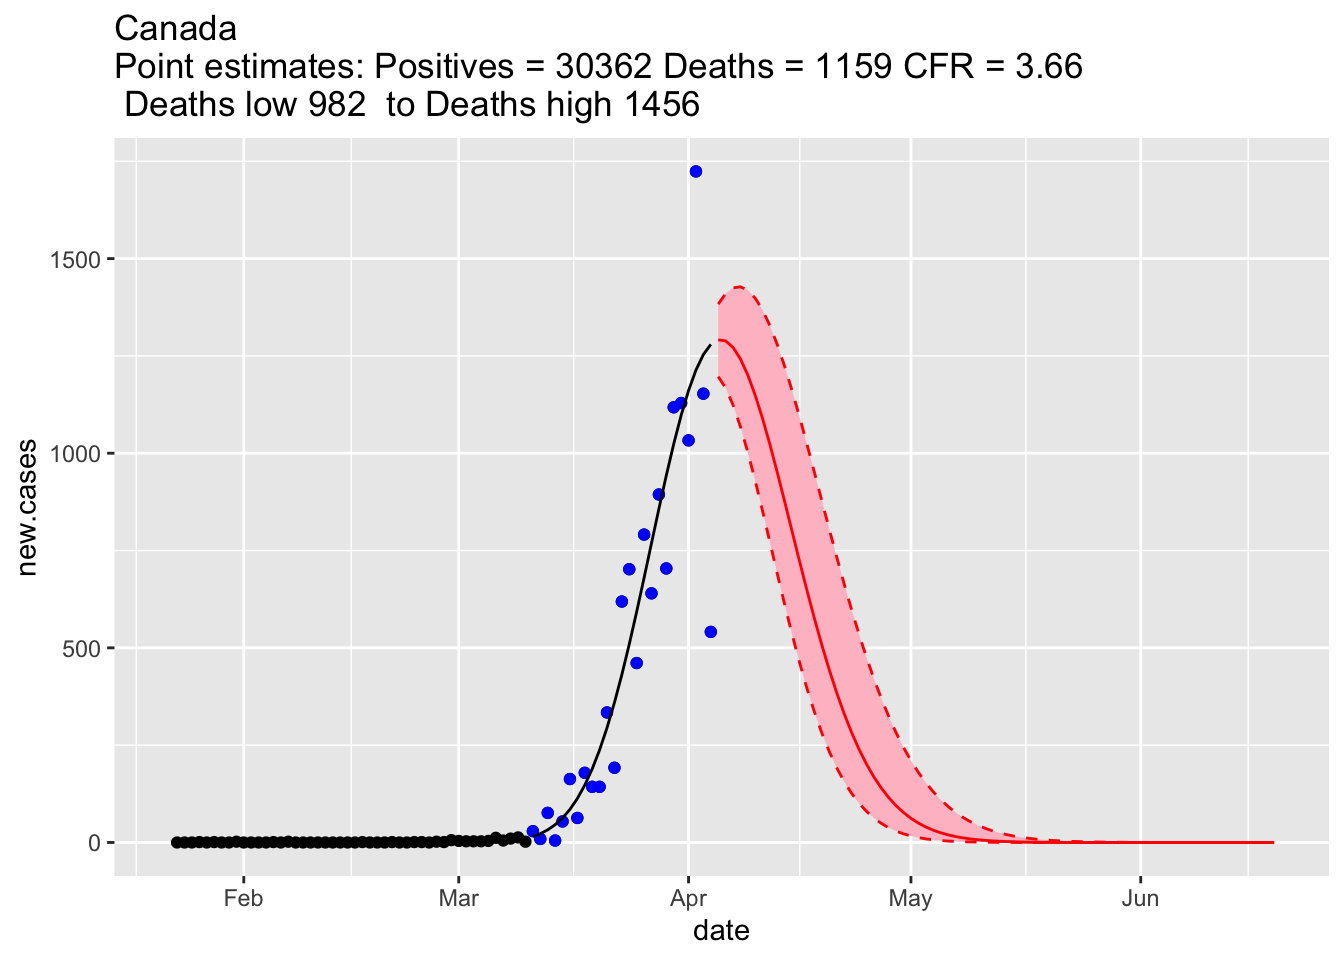 Canada
Point estimates: Positives = 30362 Deaths = 1159 CFR = 3.66
Deaths low 982  to Deaths high 1456
1500
1000
500
0
new.cases
Feb Mar Apr May Jun
date